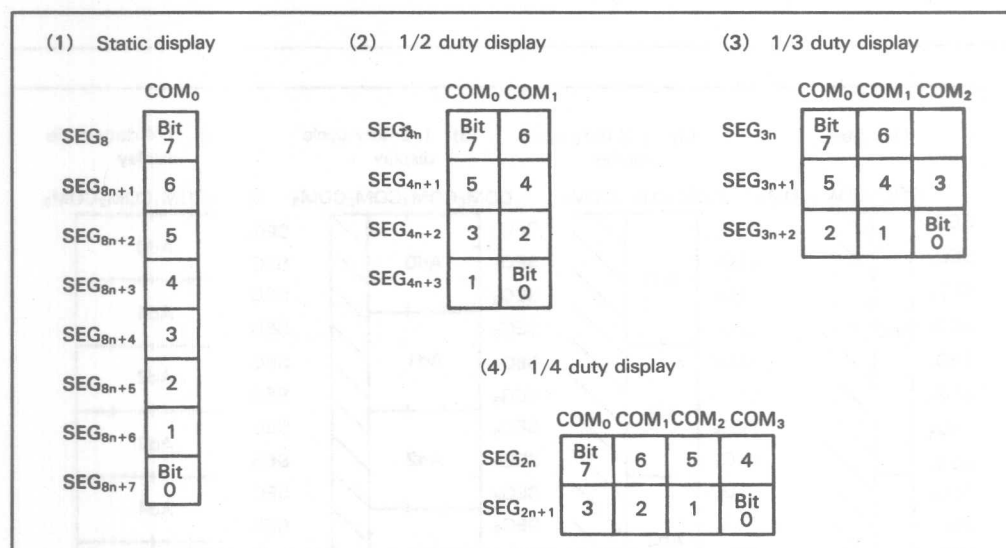 (1) Static display
COM₀
SEG₈ Bit 7
SEG₈ₙ₊₁ 6
SEG₈ₙ₊₂ 5
SEG₈ₙ₊₃ 4
SEG₈ₙ₊₄ 3
SEG₈ₙ₊₅ 2
SEG₈ₙ₊₆ 1
SEG₈ₙ₊₇ Bit 0
(2) 1/2 duty display
COM₀ COM₁
SEG₄ₙ Bit 7 6
SEG₄ₙ₊₁ 5 4
SEG₄ₙ₊₂ 3 2
SEG₄ₙ₊₃ 1 Bit 0
(3) 1/3 duty display
COM₀ COM₁ COM₂
SEG₃ₙ Bit 7 6
SEG₃ₙ₊₁ 5 4 3
SEG₃ₙ₊₂ 2 1 Bit 0
(4) 1/4 duty display
COM₀ COM₁ COM₂ COM₃
SEG₂ₙ Bit 7 6 5 4
SEG₂ₙ₊₁ 3 2 1 Bit 0